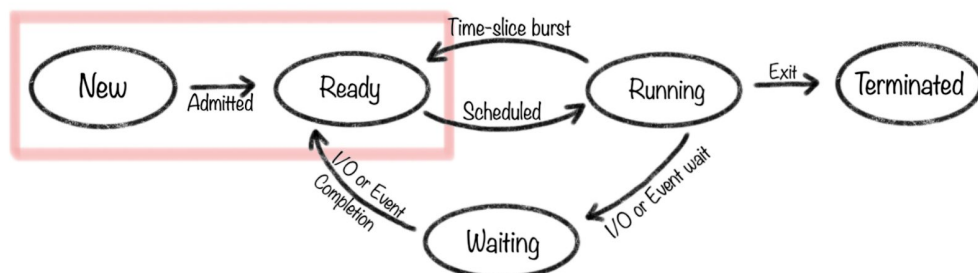 Time-slice burst
New
Admitted
Ready
Scheduled
Running
Exit
Terminated
I/O or Event
Completion
Waiting
I/O or Event wait